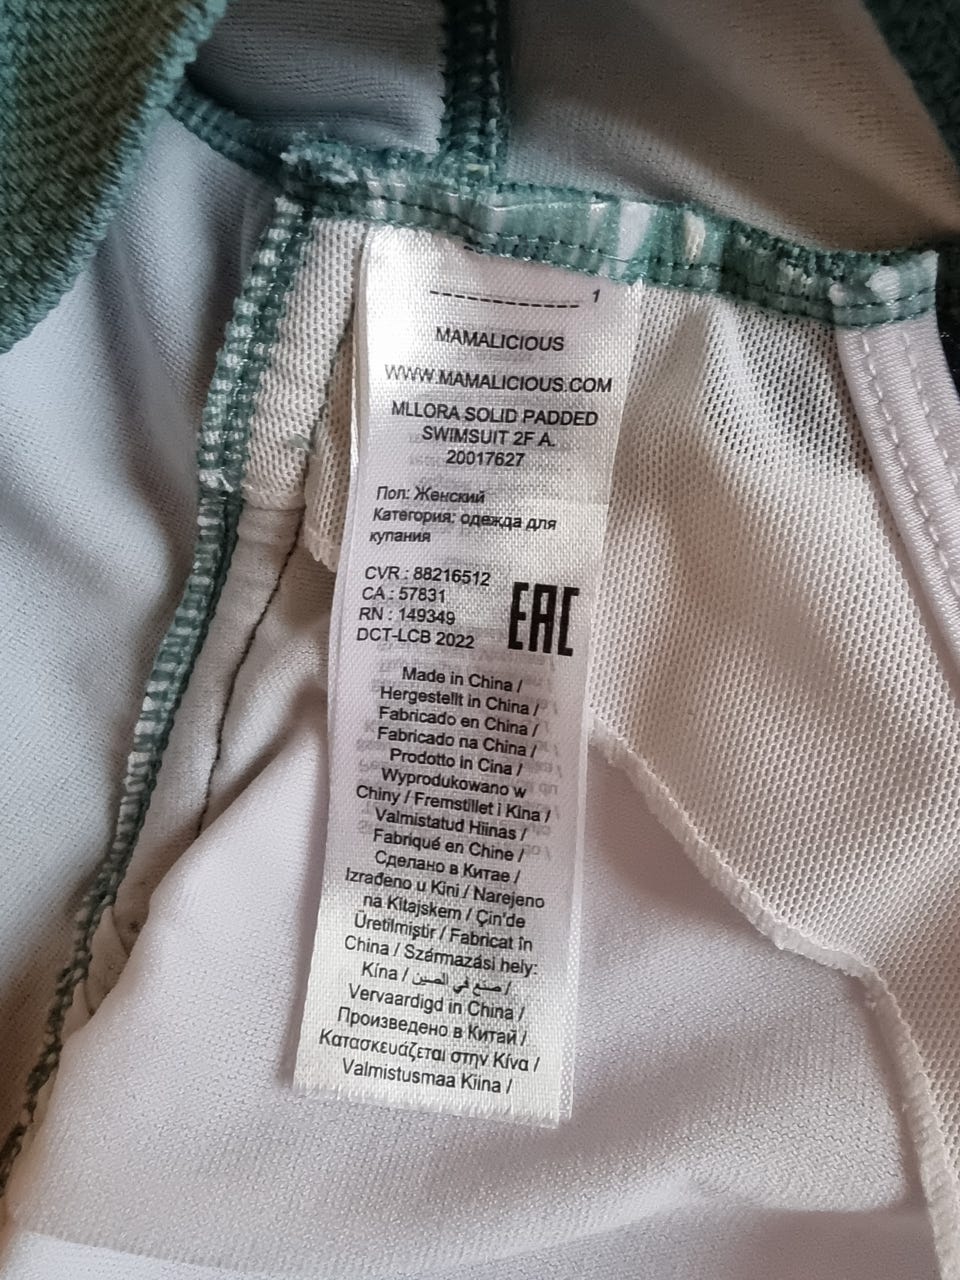 1
MAMALICIOUS
WWW.MAMALICIOUS.COM
MLLORA SOLID PADDED
SWIMSUIT 2F A.
20017627
Пол: Женский
Категория: одежда для
купания
CVR : 88216512
CA : 57831
RN : 149349
DCT-LCB 2022
EAC
Made in China /
Hergestellt in China /
Fabricado en China /
Fabricado na China /
Prodotto in Cina /
Wyprodukowano w
Chiny / Fremstillet i Kina /
Valmistatud Hiinas /
Fabriqué en Chine /
Сделано в Китае /
Izrađeno u Kini / Narejeno
na Kitajskem / Çin'de
Üretilmiştir / Fabricat în
China / Származási hely:
Kína / صنع في الصين /
Vervaardigd in China /
Произведено в Китай /
Κατασκευάζεται στην Κίνα /
Valmistusmaa Kiina /